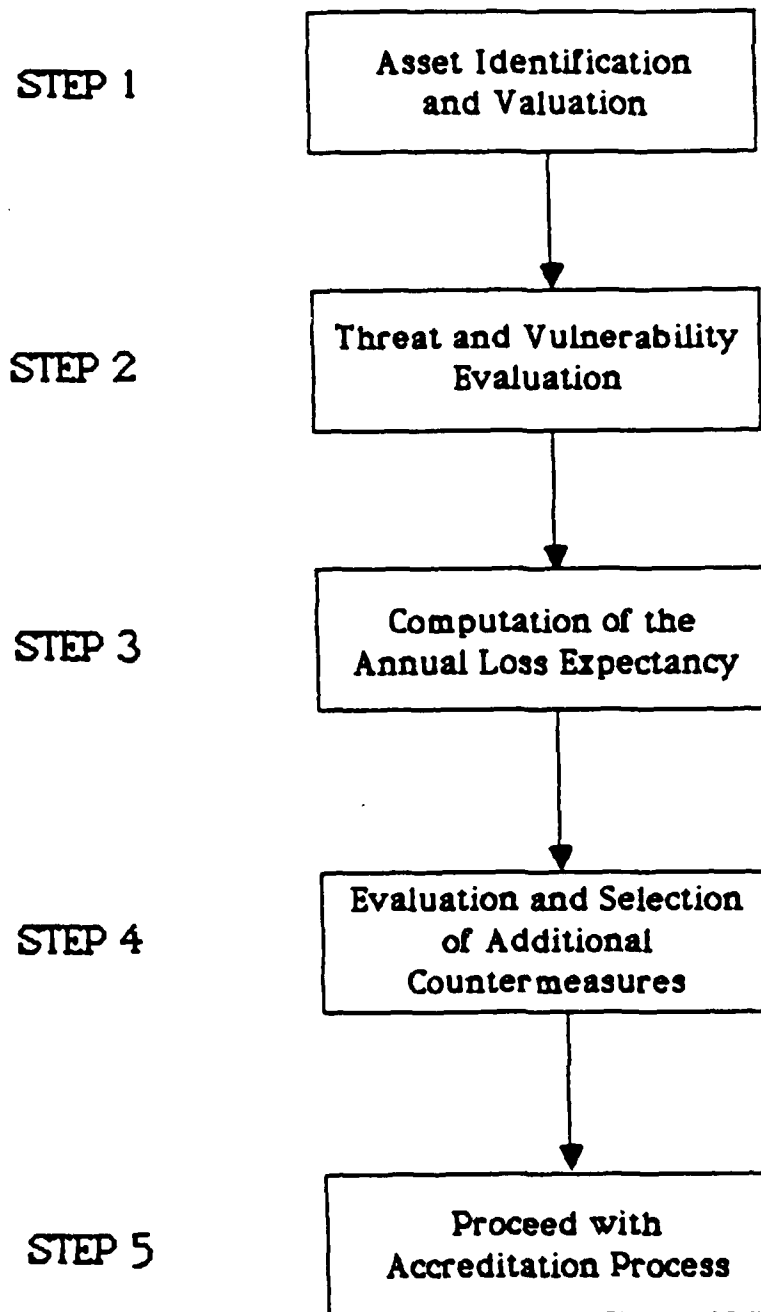 STEP 1
Asset Identification
and Valuation
STEP 2
Threat and Vulnerability
Evaluation
STEP 3
Computation of the
Annual Loss Expectancy
STEP 4
Evaluation and Selection
of Additional
Countermeasures
STEP 5
Proceed with
Accreditation Process